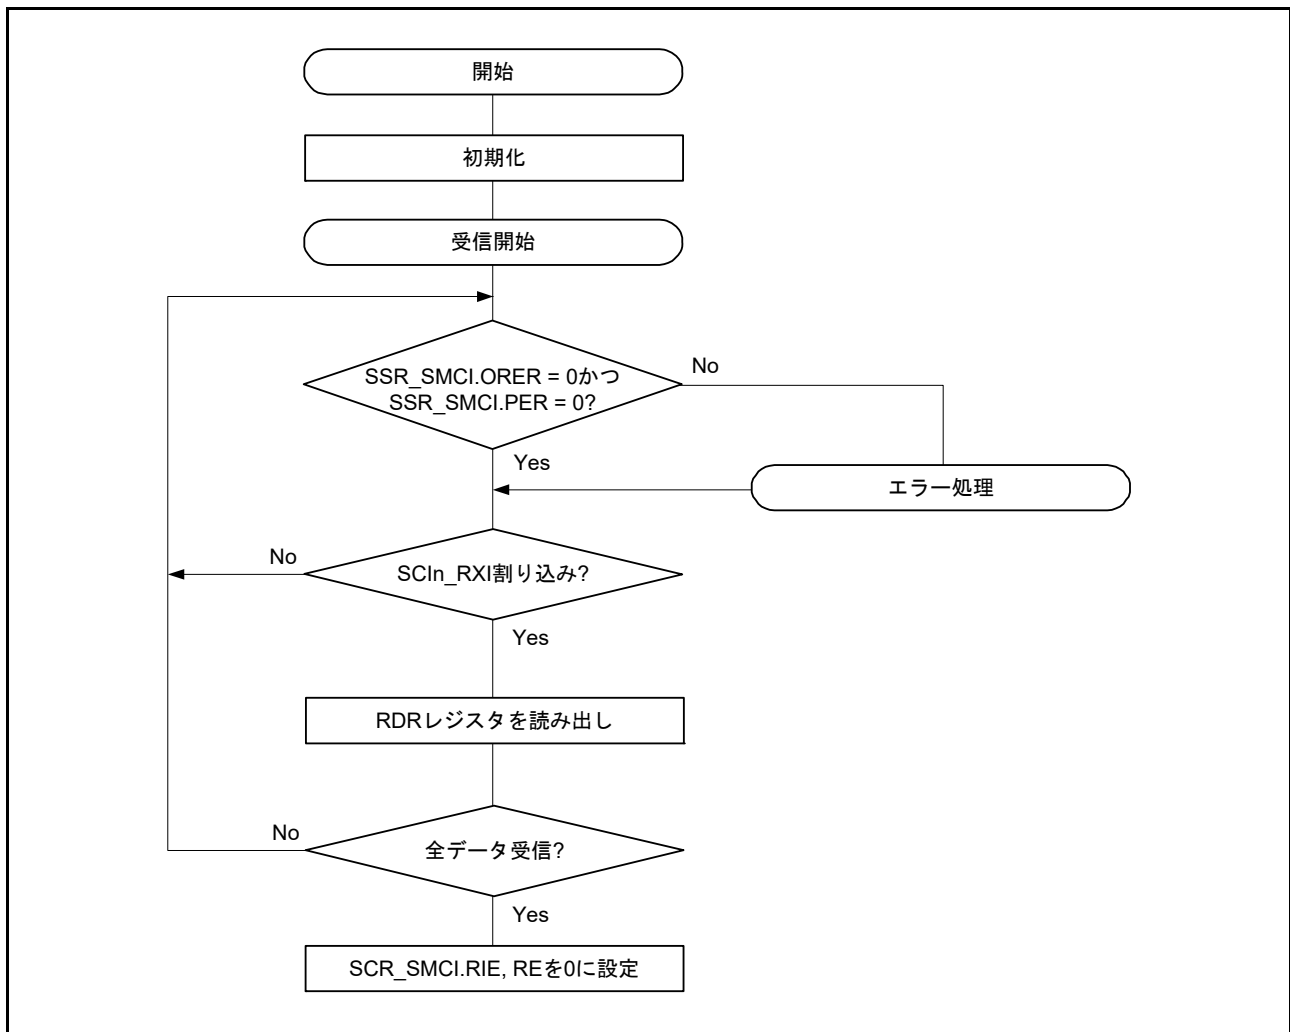 開始
初期化
受信開始
SSR_SMCI.ORER = 0かつ
SSR_SMCI.PER = 0?
No
Yes
エラー処理
No
SCIn_RXI割り込み?
Yes
RDRレジスタを読み出し
No
全データ受信?
Yes
SCR_SMCI.RIE, REを0に設定